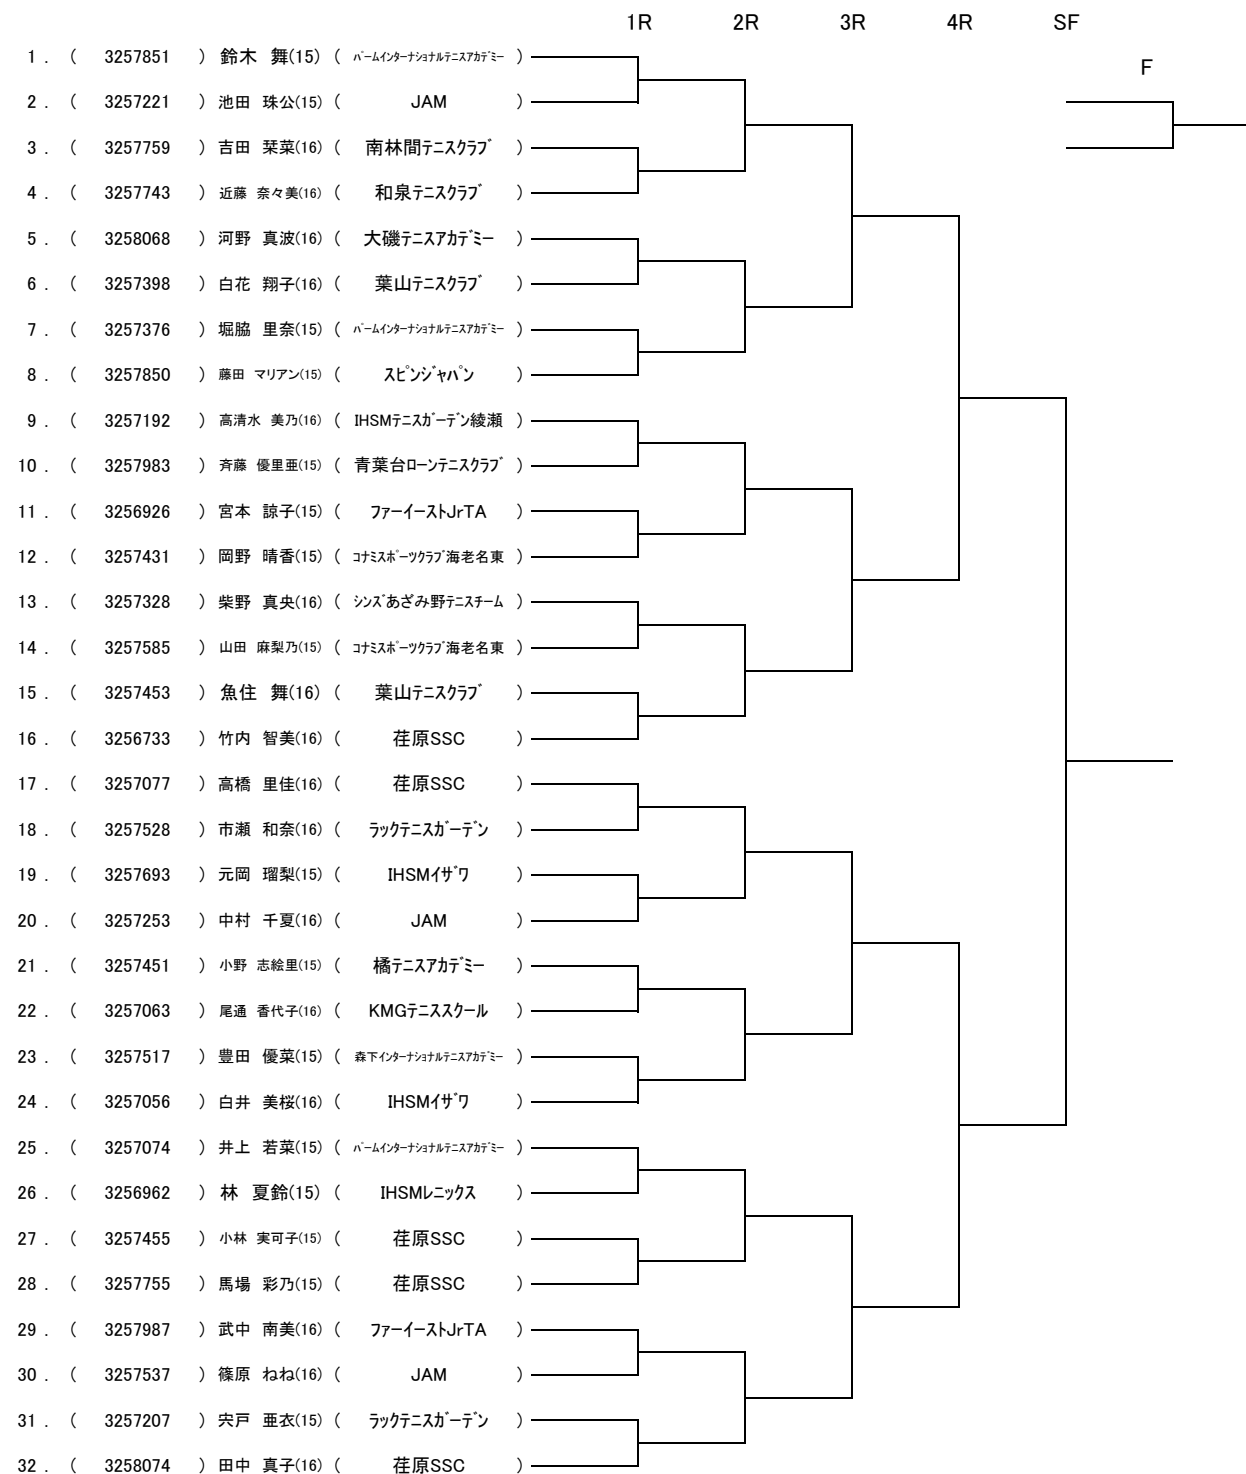 1R 2R 3R 4R SF
F
1 . ( 3257851 ) 鈴木 舞(15) ( パームインターナショナルテニスアカデミー )
2 . ( 3257221 ) 池田 珠公(15) ( JAM )
3 . ( 3257759 ) 吉田 栞菜(16) ( 南林間テニスクラブ )
4 . ( 3257743 ) 近藤 奈々美(16) ( 和泉テニスクラブ )
5 . ( 3258068 ) 河野 真波(16) ( 大磯テニスアカデミー )
6 . ( 3257398 ) 白花 翔子(16) ( 葉山テニスクラブ )
7 . ( 3257376 ) 堀脇 里奈(15) ( パームインターナショナルテニスアカデミー )
8 . ( 3257850 ) 藤田 マリアン(15) ( スピンジャパン )
9 . ( 3257192 ) 高清水 美乃(16) ( IHSMテニスガーデン綾瀬 )
10 . ( 3257983 ) 斉藤 優里亜(15) ( 青葉台ローンテニスクラブ )
11 . ( 3256926 ) 宮本 諒子(15) ( ファーイーストJrTA )
12 . ( 3257431 ) 岡野 晴香(15) ( コナミスポーツクラブ海老名東 )
13 . ( 3257328 ) 柴野 真央(16) ( シンズあざみ野テニスチーム )
14 . ( 3257585 ) 山田 麻梨乃(15) ( コナミスポーツクラブ海老名東 )
15 . ( 3257453 ) 魚住 舞(16) ( 葉山テニスクラブ )
16 . ( 3256733 ) 竹内 智美(16) ( 荏原SSC )
17 . ( 3257077 ) 高橋 里佳(16) ( 荏原SSC )
18 . ( 3257528 ) 市瀬 和奈(16) ( ラックテニスガーデン )
19 . ( 3257693 ) 元岡 瑠梨(15) ( IHSMイザワ )
20 . ( 3257253 ) 中村 千夏(16) ( JAM )
21 . ( 3257451 ) 小野 志絵里(15) ( 橘テニスアカデミー )
22 . ( 3257063 ) 尾通 香代子(16) ( KMGテニススクール )
23 . ( 3257517 ) 豊田 優菜(15) ( 森下インターナショナルテニスアカデミー )
24 . ( 3257056 ) 白井 美桜(16) ( IHSMイザワ )
25 . ( 3257074 ) 井上 若菜(15) ( パームインターナショナルテニスアカデミー )
26 . ( 3256962 ) 林 夏鈴(15) ( IHSMレニックス )
27 . ( 3257455 ) 小林 実可子(15) ( 荏原SSC )
28 . ( 3257755 ) 馬場 彩乃(15) ( 荏原SSC )
29 . ( 3257987 ) 武中 南美(16) ( ファーイーストJrTA )
30 . ( 3257537 ) 篠原 ねね(16) ( JAM )
31 . ( 3257207 ) 宍戸 亜衣(15) ( ラックテニスガーデン )
32 . ( 3258074 ) 田中 真子(16) ( 荏原SSC )